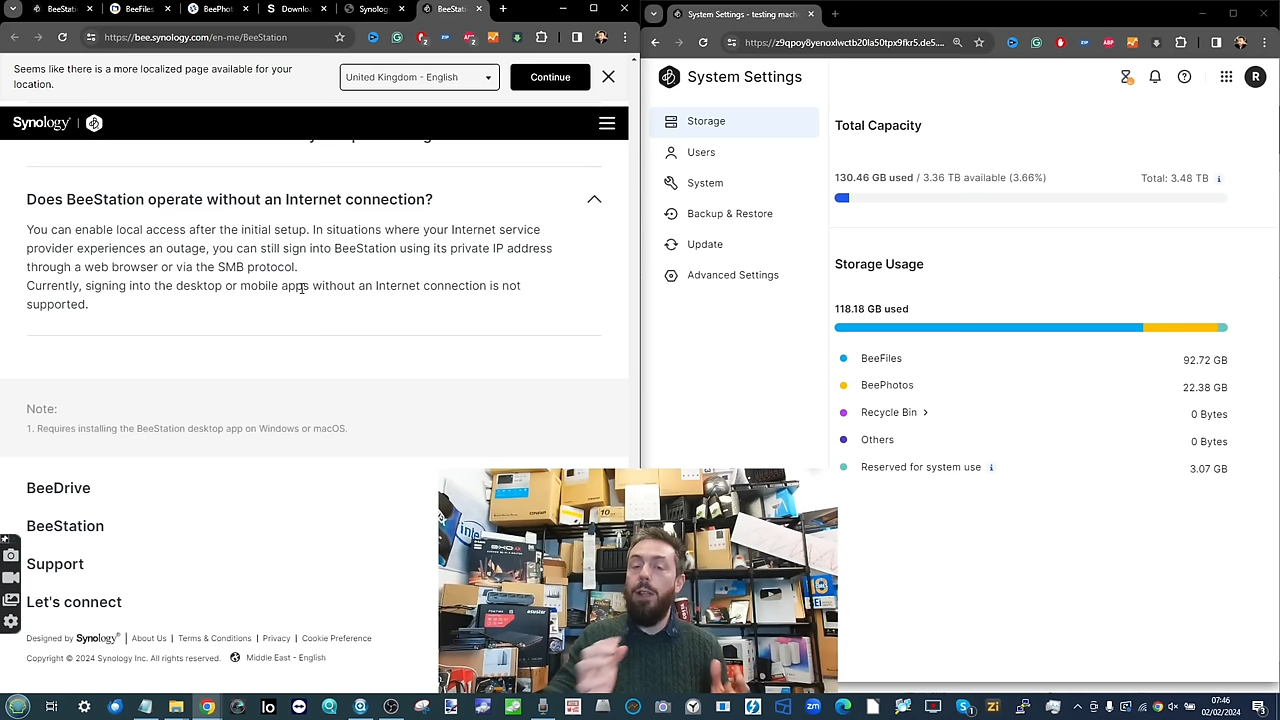 BeeFiles
BeePhotos
Downlo
Synolog
BeeStati
https://bee.synology.com/en-me/BeeStation
Seems like there is a more localized page available for your
location.
United Kingdom - English
Continue
Synology
Does BeeStation operate without an Internet connection?
You can enable local access after the initial setup. In situations where your Internet service
provider experiences an outage, you can still sign into BeeStation using its private IP address
through a web browser or via the SMB protocol.
Currently, signing into the desktop or mobile apps without an Internet connection is not
supported.
Note:
1. Requires installing the BeeStation desktop app on Windows or macOS.
BeeDrive
BeeStation
Support
Let's connect
Designed by Synology | About Us | Terms & Conditions | Privacy | Cookie Preference
Copyright © 2024 Synology Inc. All rights reserved. Middle East - English
System Settings - testing mach
https://z9qpoy8yenoxlwctb20la50tpx9fkr5.de5....
System Settings
R
Storage
Users
System
Backup & Restore
Update
Advanced Settings
Total Capacity
130.46 GB used / 3.36 TB available (3.66%)
Total: 3.48 TB
Storage Usage
118.18 GB used
BeeFiles 92.72 GB
BeePhotos 22.38 GB
Recycle Bin 0 Bytes
Others 0 Bytes
Reserved for system use 3.07 GB
intel
07:46
02/02/2024